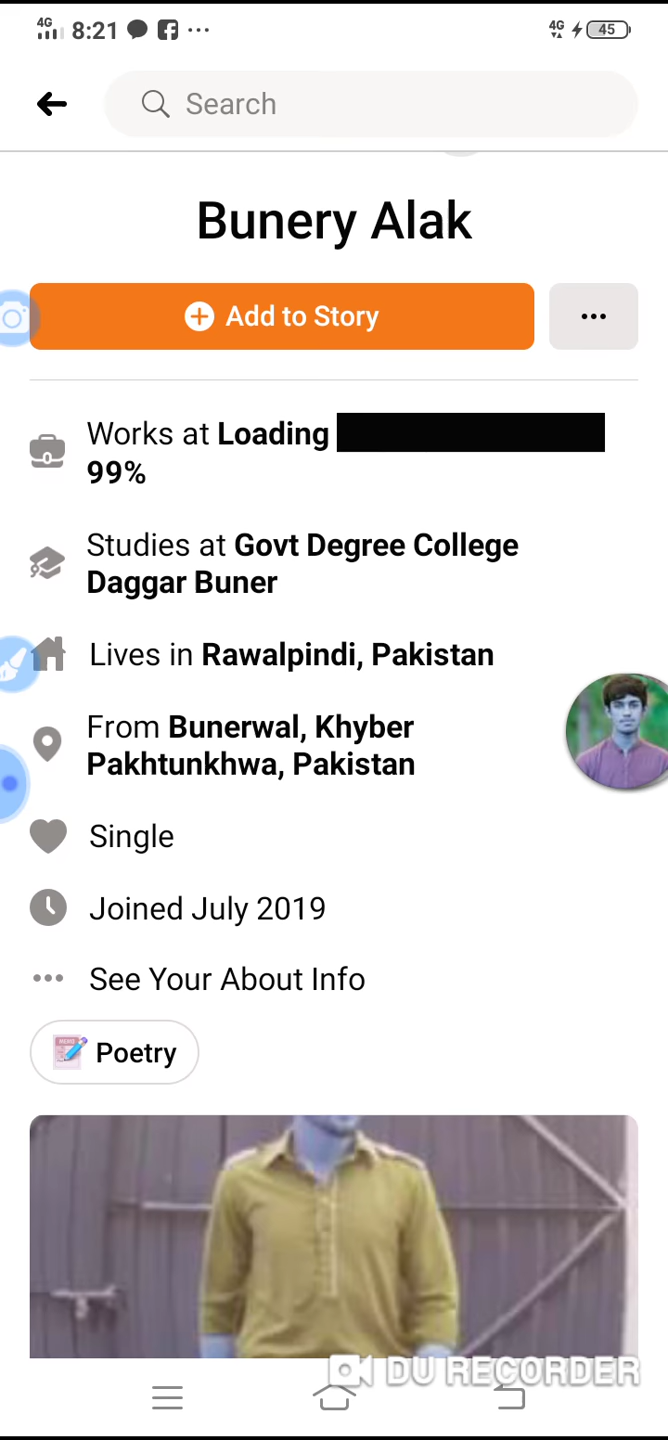 4G 8:21 4G 45
Search
Bunery Alak
Add to Story
Works at Loading
99%
Studies at Govt Degree College
Daggar Buner
Lives in Rawalpindi, Pakistan
From Bunerwal, Khyber
Pakhtunkhwa, Pakistan
Single
Joined July 2019
See Your About Info
Poetry
DU RECORDER